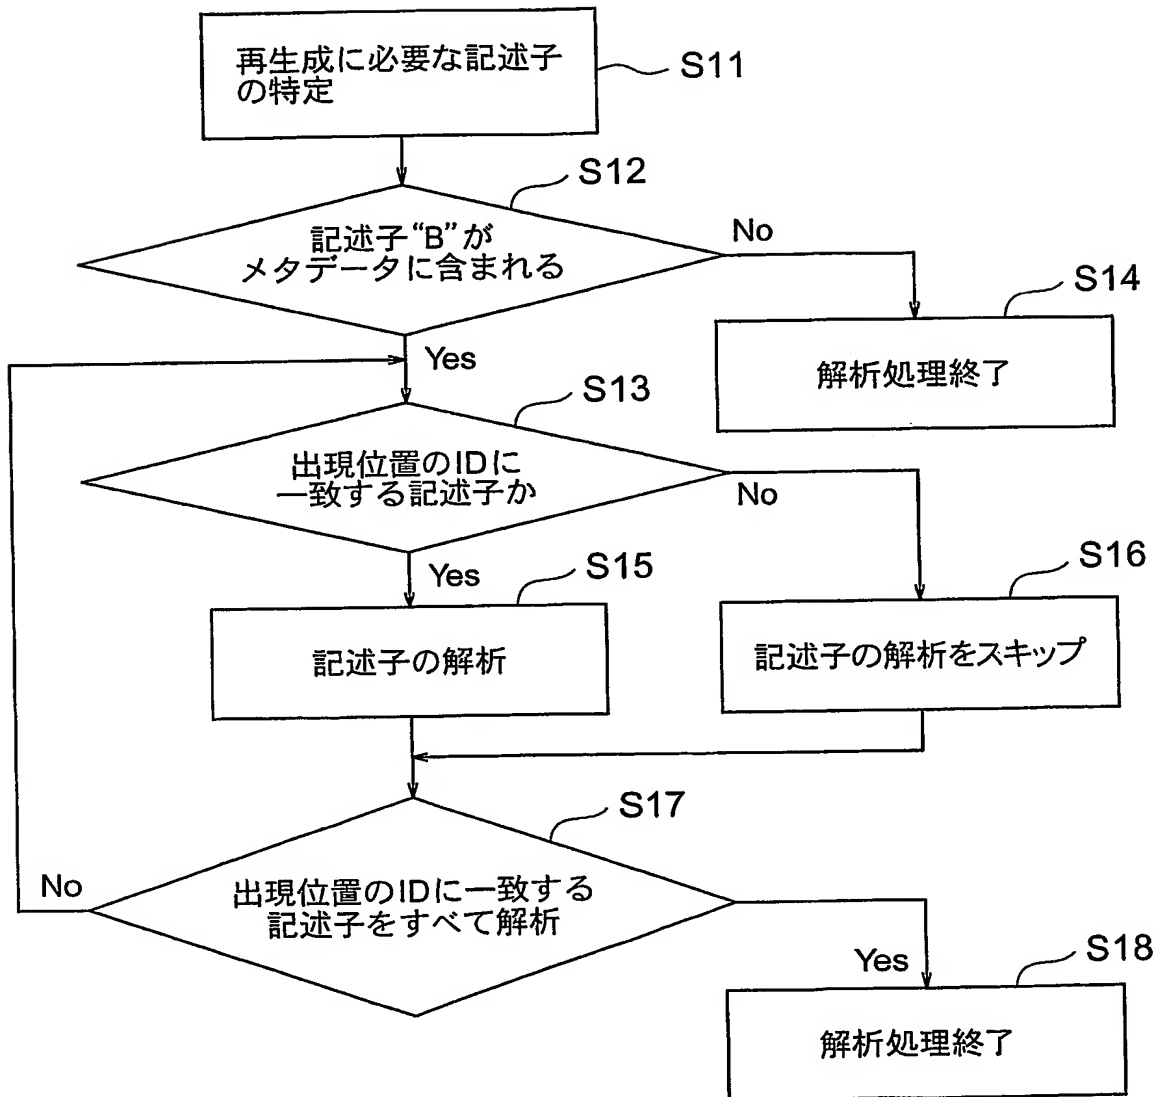 再生成に必要な記述子
の特定
S11
S12
記述子“B”が
メタデータに含まれる
No
S14
Yes
解析処理終了
S13
出現位置のIDに
一致する記述子か
No
Yes
S15
S16
記述子の解析
記述子の解析をスキップ
S17
No
出現位置のIDに一致する
記述子をすべて解析
Yes
S18
解析処理終了